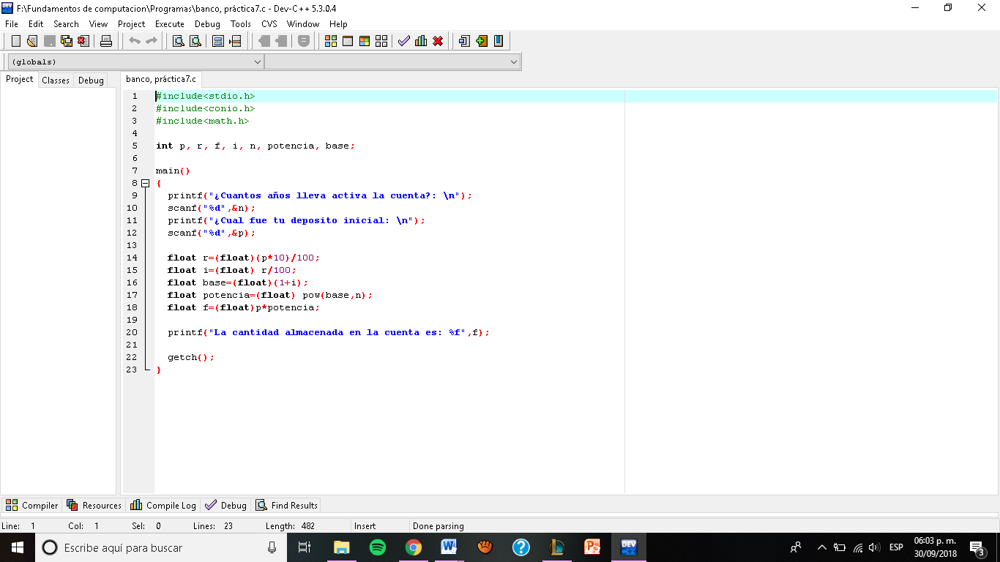 F:\Fundamentos de computacion\Programas\banco, práctica7.c - Dev-C++ 5.3.0.4
File Edit Search View Project Execute Debug Tools CVS Window Help
(globals)
Project Classes Debug
banco, práctica7.c
1 #include<stdio.h>
2 #include<conio.h>
3 #include<math.h>
4
5 int p, r, f, i, n, potencia, base;
6
7 main()
8 {
9 printf("¿Cuantos años lleva activa la cuenta?: \n");
10 scanf("%d",&n);
11 printf("¿Cual fue tu deposito inicial: \n");
12 scanf("%d",&p);
13
14 float r=(float)(p*10)/100;
15 float i=(float) r/100;
16 float base=(float)(1+i);
17 float potencia=(float) pow(base,n);
18 float f=(float)p*potencia;
19
20 printf("La cantidad almacenada en la cuenta es: %f",f);
21
22 getch();
23 }
Compiler Resources Compile Log Debug Find Results
Line: 1 Col: 1 Sel: 0 Lines: 23 Length: 482 Insert Done parsing
Escribe aquí para buscar
DEV
ESP
06:03 p. m.
30/09/2018
3